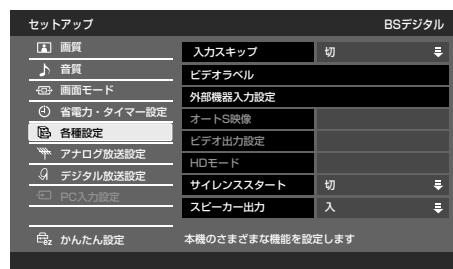 セットアップ
BSデジタル
画質
音質
画面モード
省電力・タイマー設定
各種設定
アナログ放送設定
デジタル放送設定
PC入力設定
かんたん設定
入力スキップ 切
ビデオラベル
外部機器入力設定
オートS映像
ビデオ出力設定
HDモード
サイレンススタート 切
スピーカー出力 入
本機のさまざまな機能を設定します